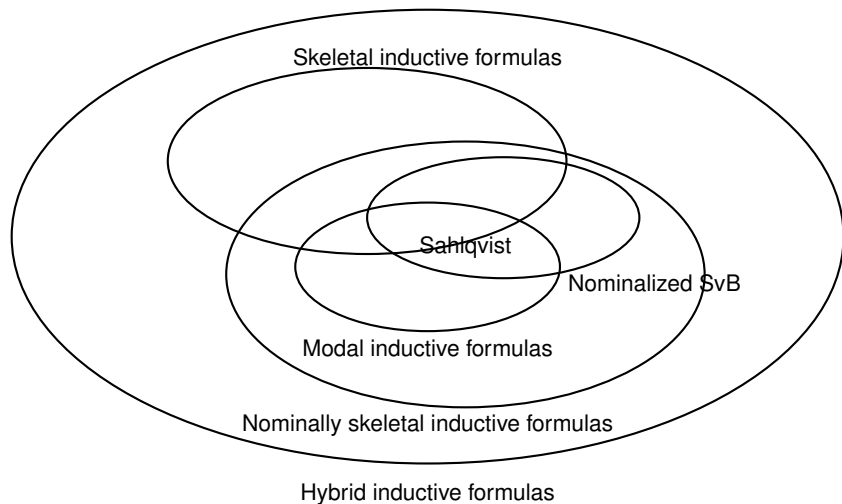 Skeletal inductive formulas
Sahlqvist
Nominalized SvB
Modal inductive formulas
Nominally skeletal inductive formulas
Hybrid inductive formulas